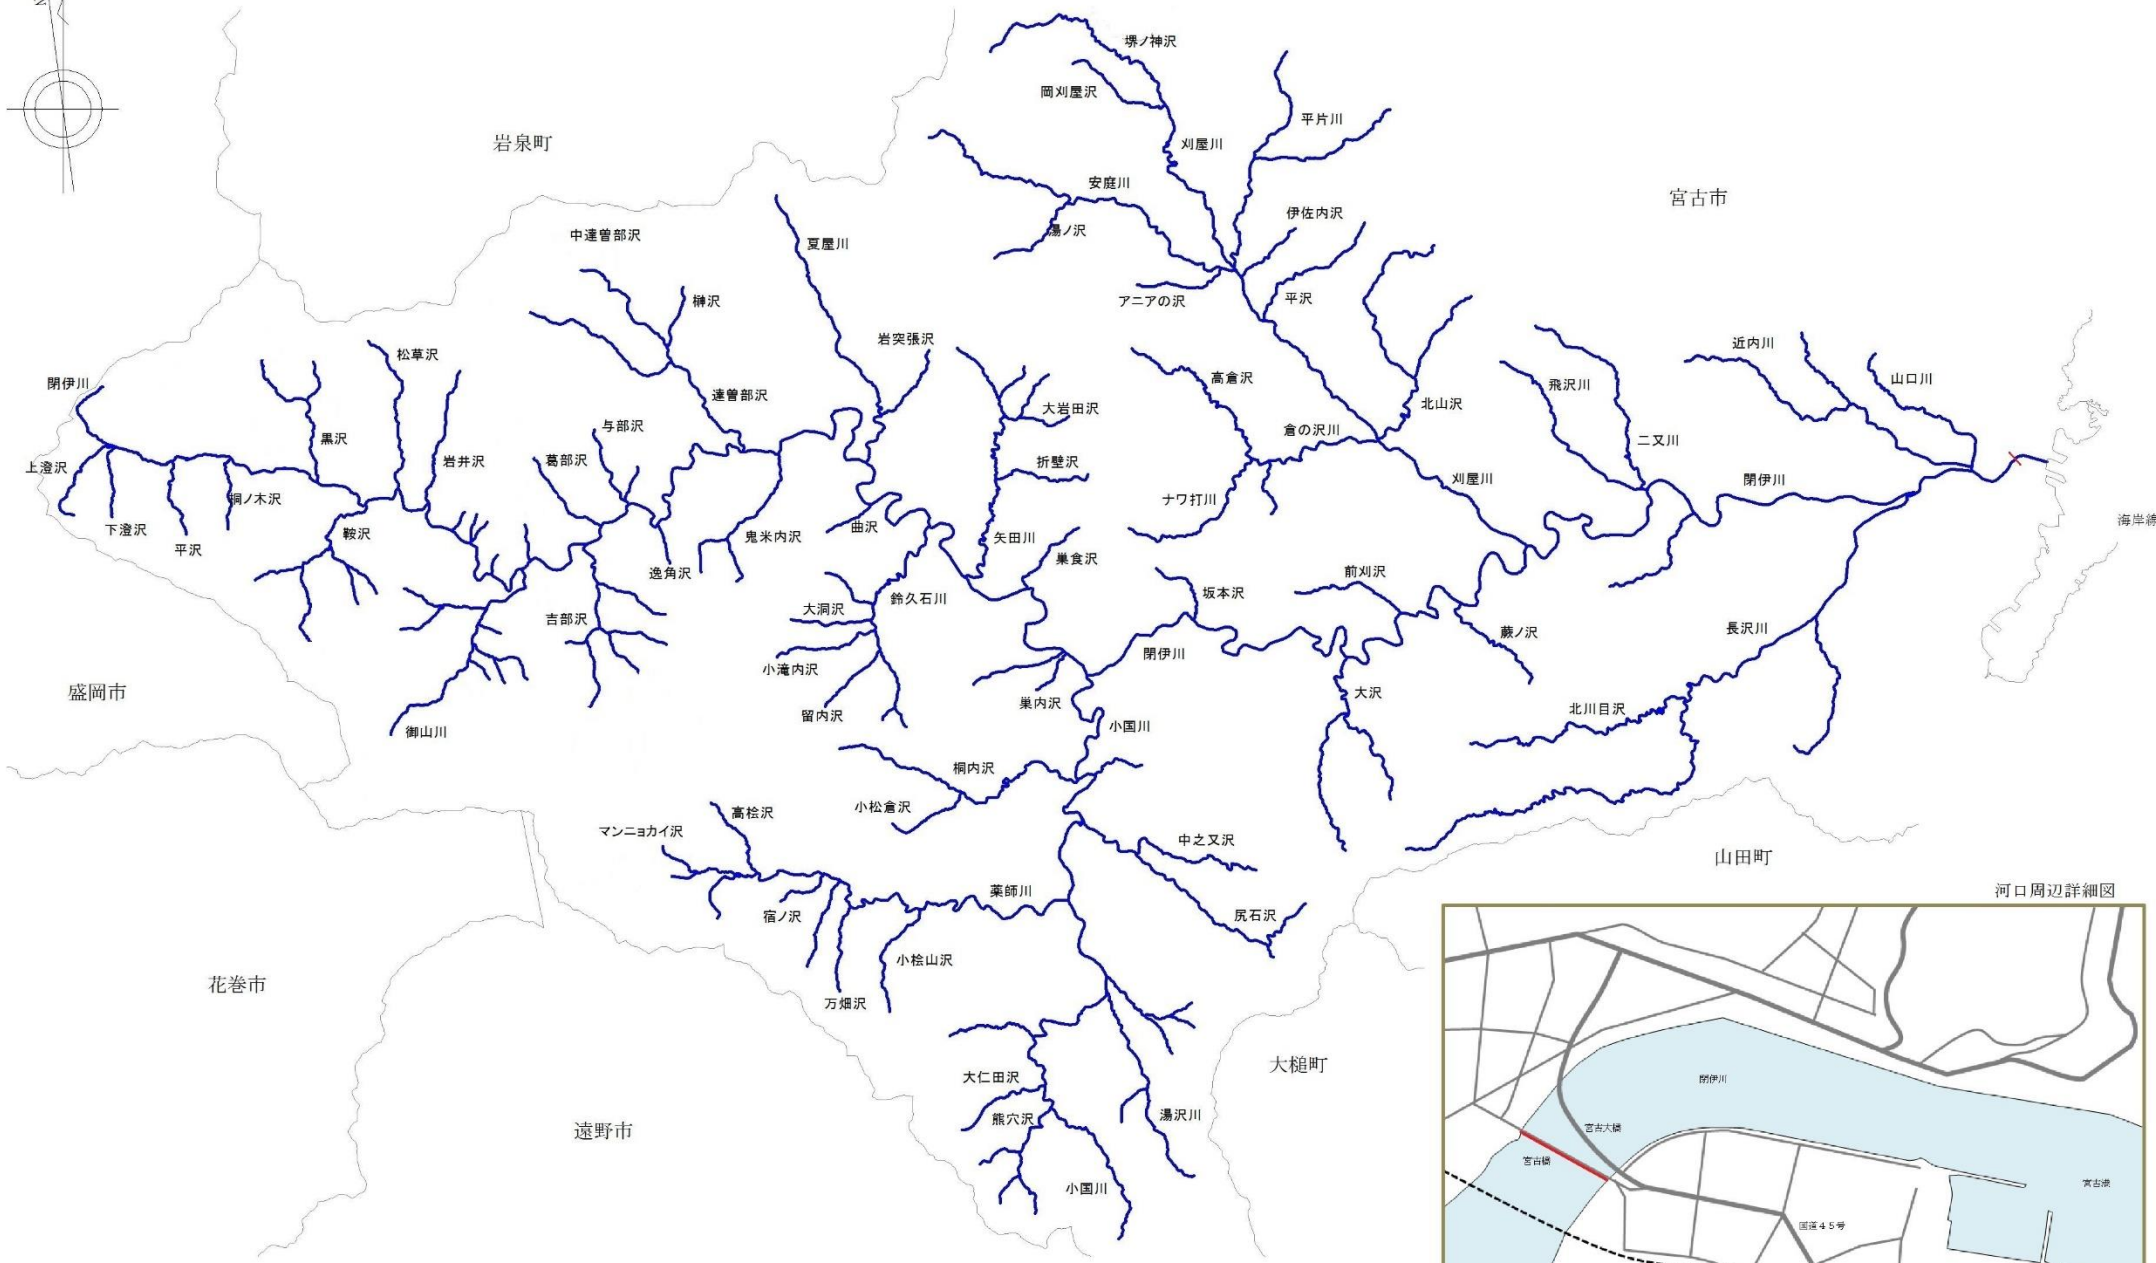 N
堺ノ神沢
岡刈屋沢
平片川
岩泉町
刈屋川
安庭川
宮古市
伊佐内沢
湯ノ沢
中達曽部沢
夏屋川
榊沢
アニアの沢
平沢
岩突張沢
近内川
松草沢
高倉沢
山口川
閉伊川
飛沢川
達曽部沢
北山沢
大岩田沢
与部沢
倉の沢川
黒沢
二又川
葛部沢
岩井沢
折壁沢
上澄沢
刈屋川
閉伊川
桐ノ木沢
ナワ打川
海岸線
下澄沢
鞍沢
曲沢
鬼米内沢
矢田川
平沢
巣食沢
逸角沢
前刈沢
坂本沢
鈴久石川
大洞沢
吉部沢
長沢川
蕨ノ沢
閉伊川
小滝内沢
盛岡市
大沢
巣内沢
北川目沢
留内沢
小国川
御山川
桐内沢
小松倉沢
高桧沢
マンニョカイ沢
中之又沢
山田町
薬師川
河口周辺詳細図
宿ノ沢
尻石沢
小桧山沢
花巻市
万畑沢
大槌町
大仁田沢
閉伊川
熊穴沢
湯沢川
宮古大橋
遠野市
宮古橋
宮古港
小国川
国道45号